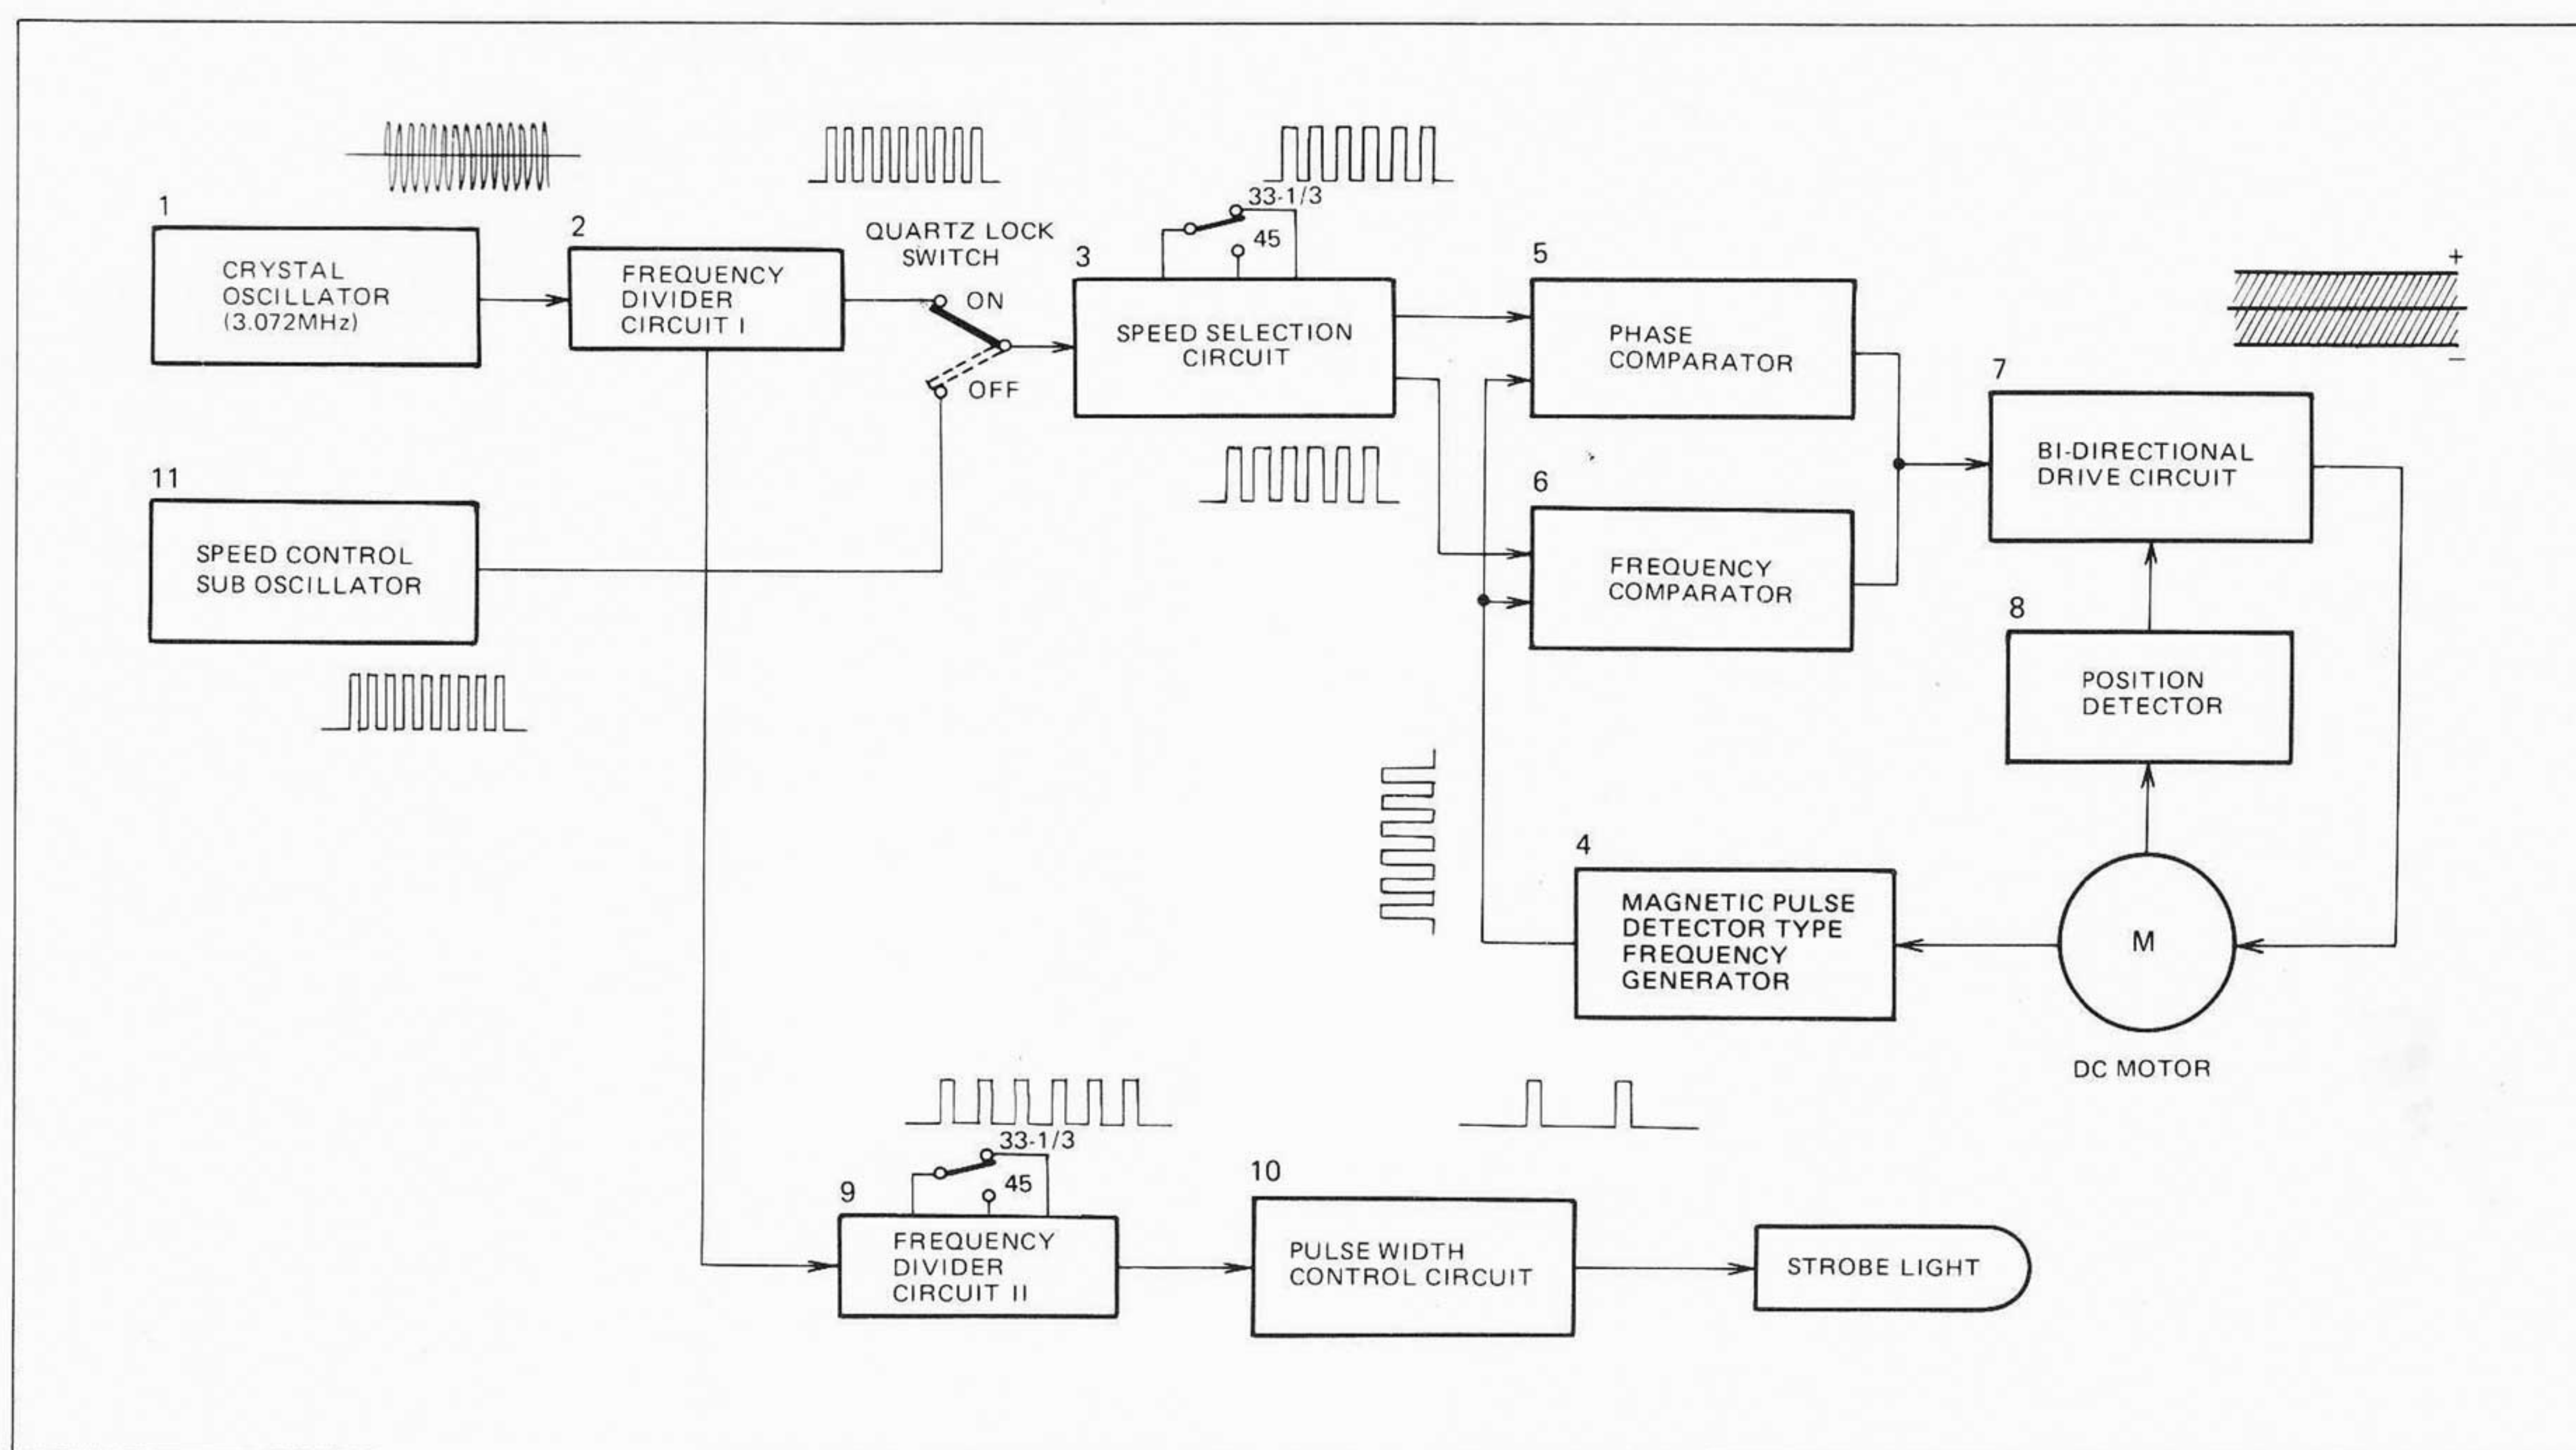 1
CRYSTAL
OSCILLATOR
(3.072MHz)
2
FREQUENCY
DIVIDER
CIRCUIT I
QUARTZ LOCK
SWITCH
ON
OFF
33-1/3
45
3
SPEED SELECTION
CIRCUIT
5
PHASE
COMPARATOR
6
FREQUENCY
COMPARATOR
+
−
7
BI-DIRECTIONAL
DRIVE CIRCUIT
8
POSITION
DETECTOR
11
SPEED CONTROL
SUB OSCILLATOR
4
MAGNETIC PULSE
DETECTOR TYPE
FREQUENCY
GENERATOR
M
DC MOTOR
33-1/3
45
9
FREQUENCY
DIVIDER
CIRCUIT II
10
PULSE WIDTH
CONTROL CIRCUIT
STROBE LIGHT